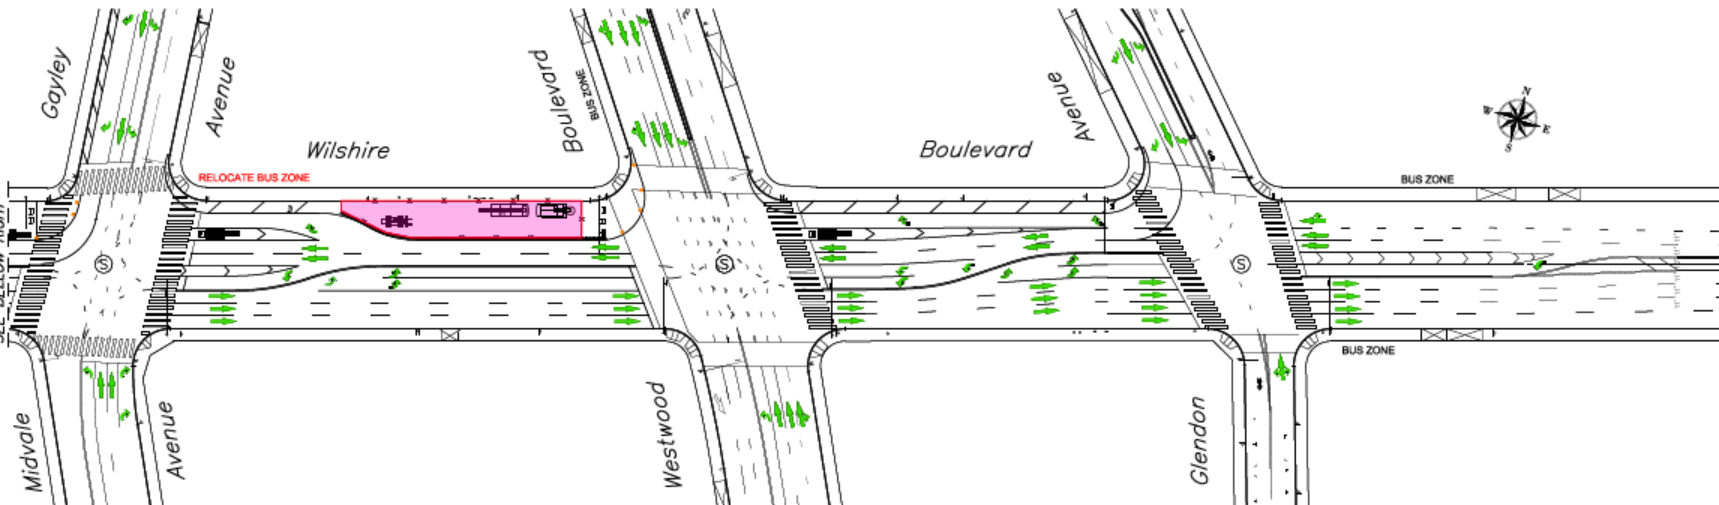 Gayley
Avenue
Boulevard
BUS ZONE
Avenue
Wilshire
Boulevard
RELOCATE BUS ZONE
BUS ZONE
N
W
E
S
S
S
S
BUS ZONE
Midvale
Avenue
Westwood
Glendon